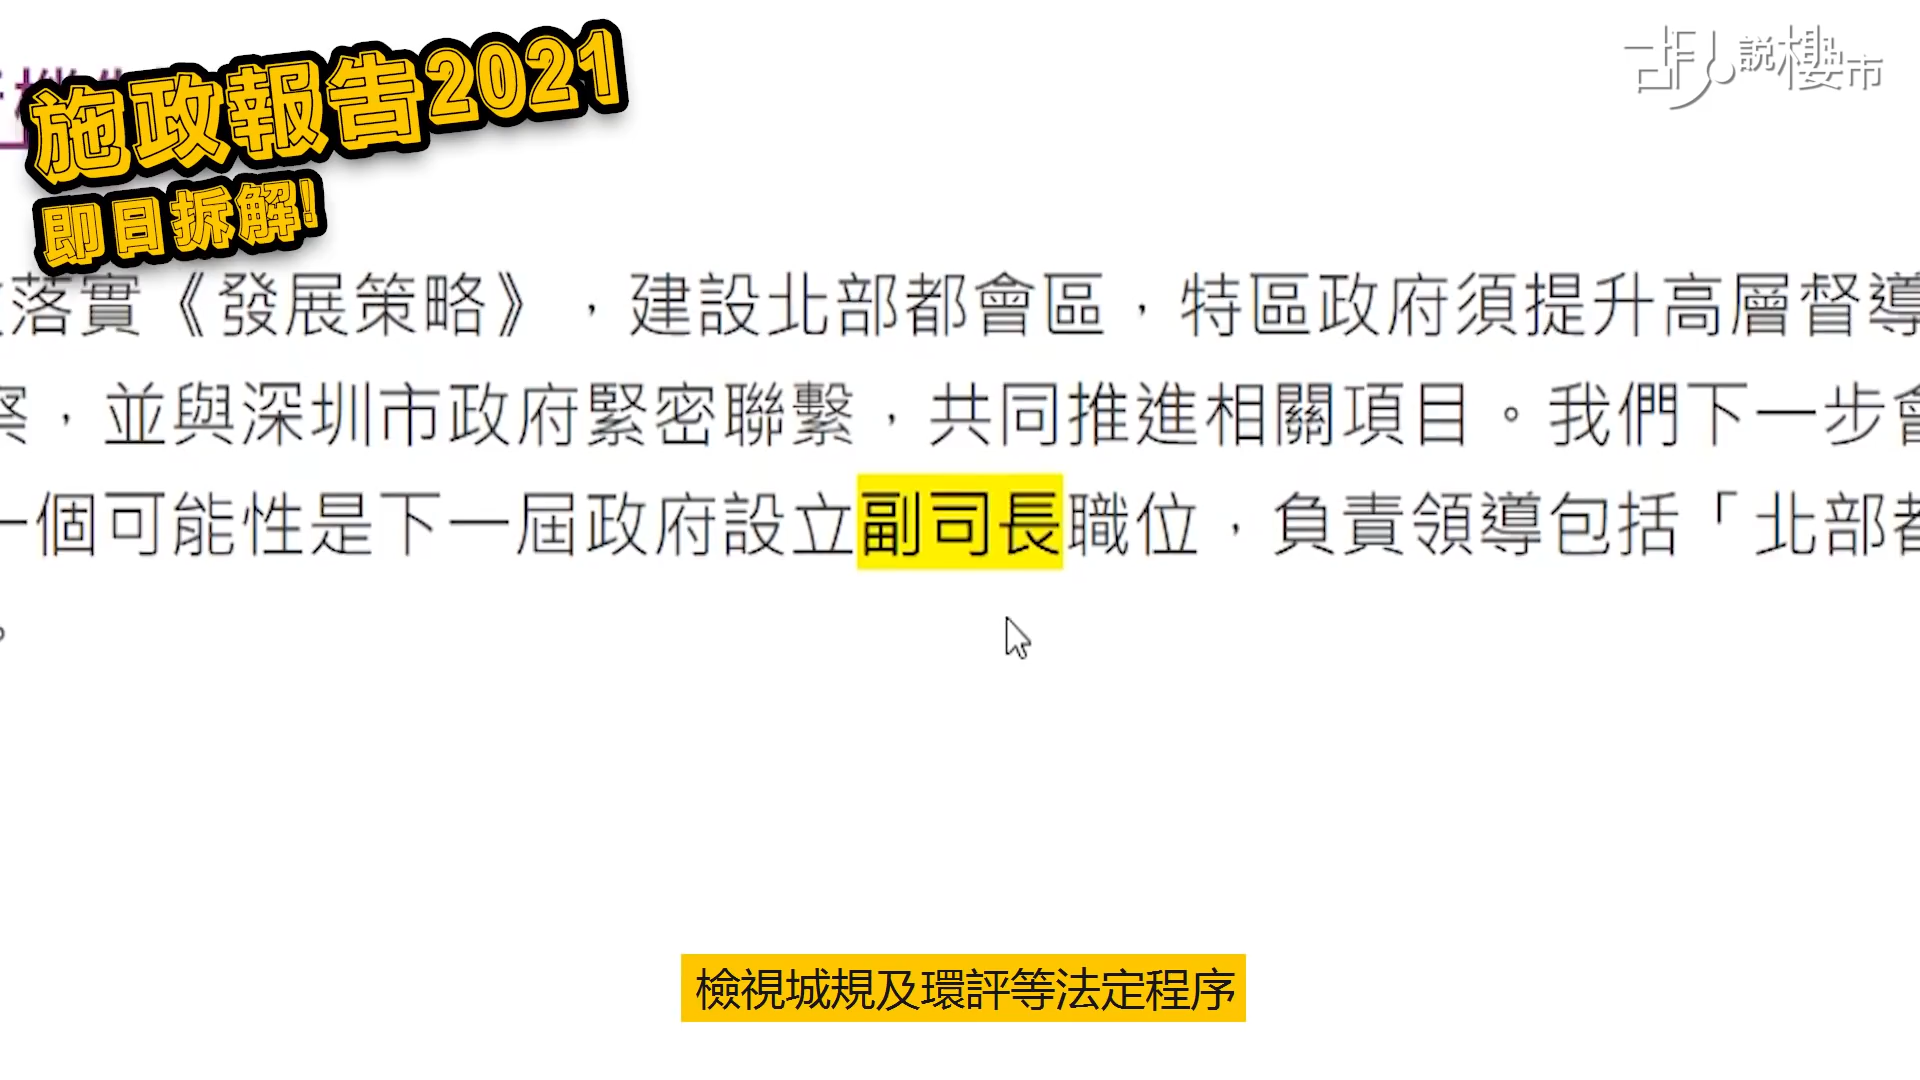 施政報告2021
即日拆解!
胡.說樓市
落實《發展策略》，建設北部都會區，特區政府須提升高層督導
察，並與深圳市政府緊密聯繫，共同推進相關項目。我們下一步會
一個可能性是下一屆政府設立副司長職位，負責領導包括「北部都
。
檢視城規及環評等法定程序